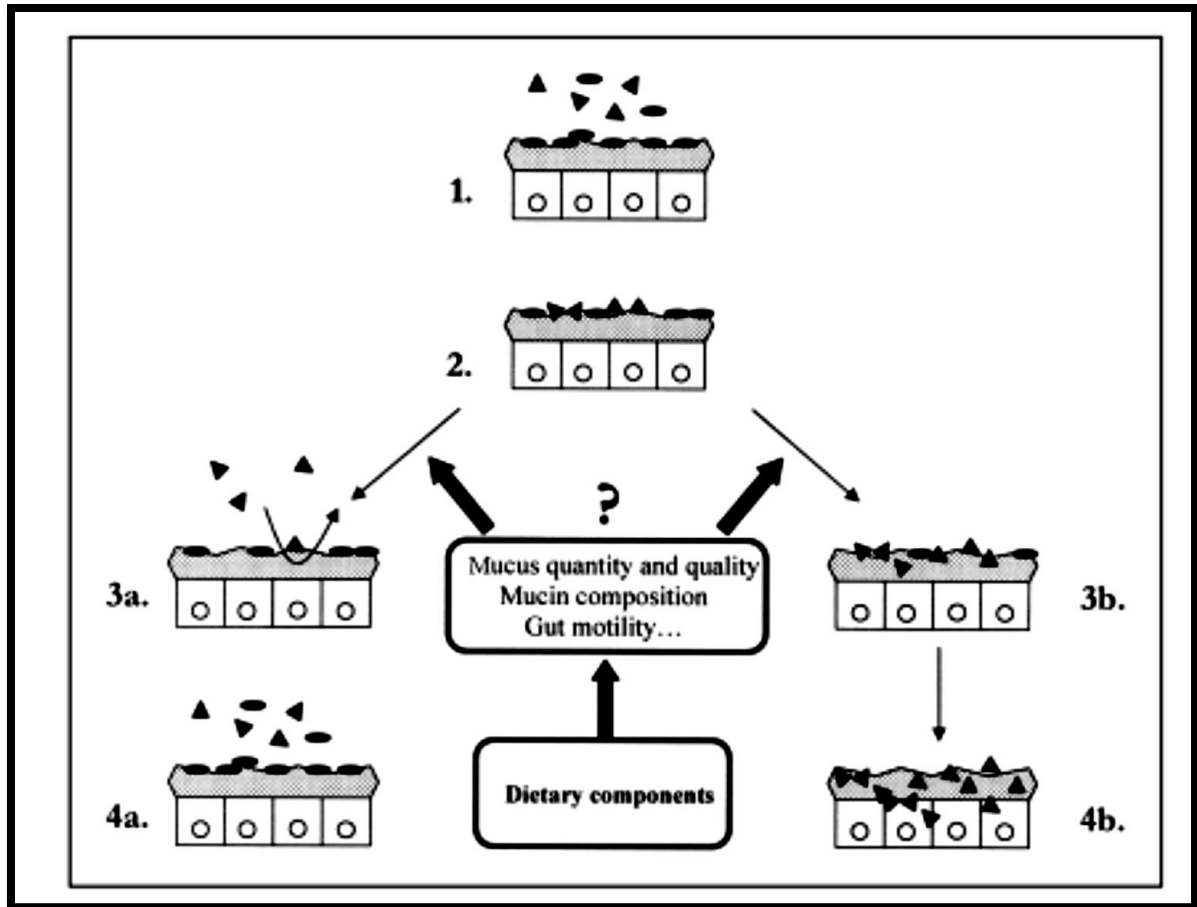 1.
2.
?
Mucus quantity and quality
Mucin composition
Gut motility...
3a.
3b.
Dietary components
4a.
4b.